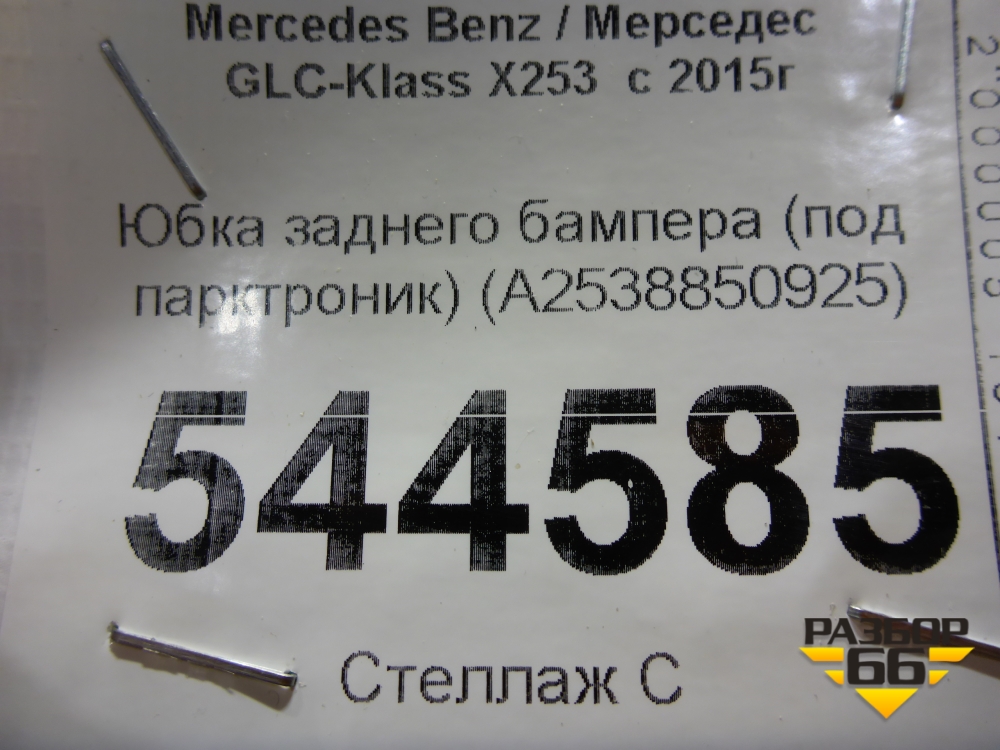 Mercedes Benz / Мерседес
GLC-Klass X253 с 2015г
Юбка заднего бампера (под
парктроник) (A2538850925)
544585
Стеллаж С
РАЗБОР
66